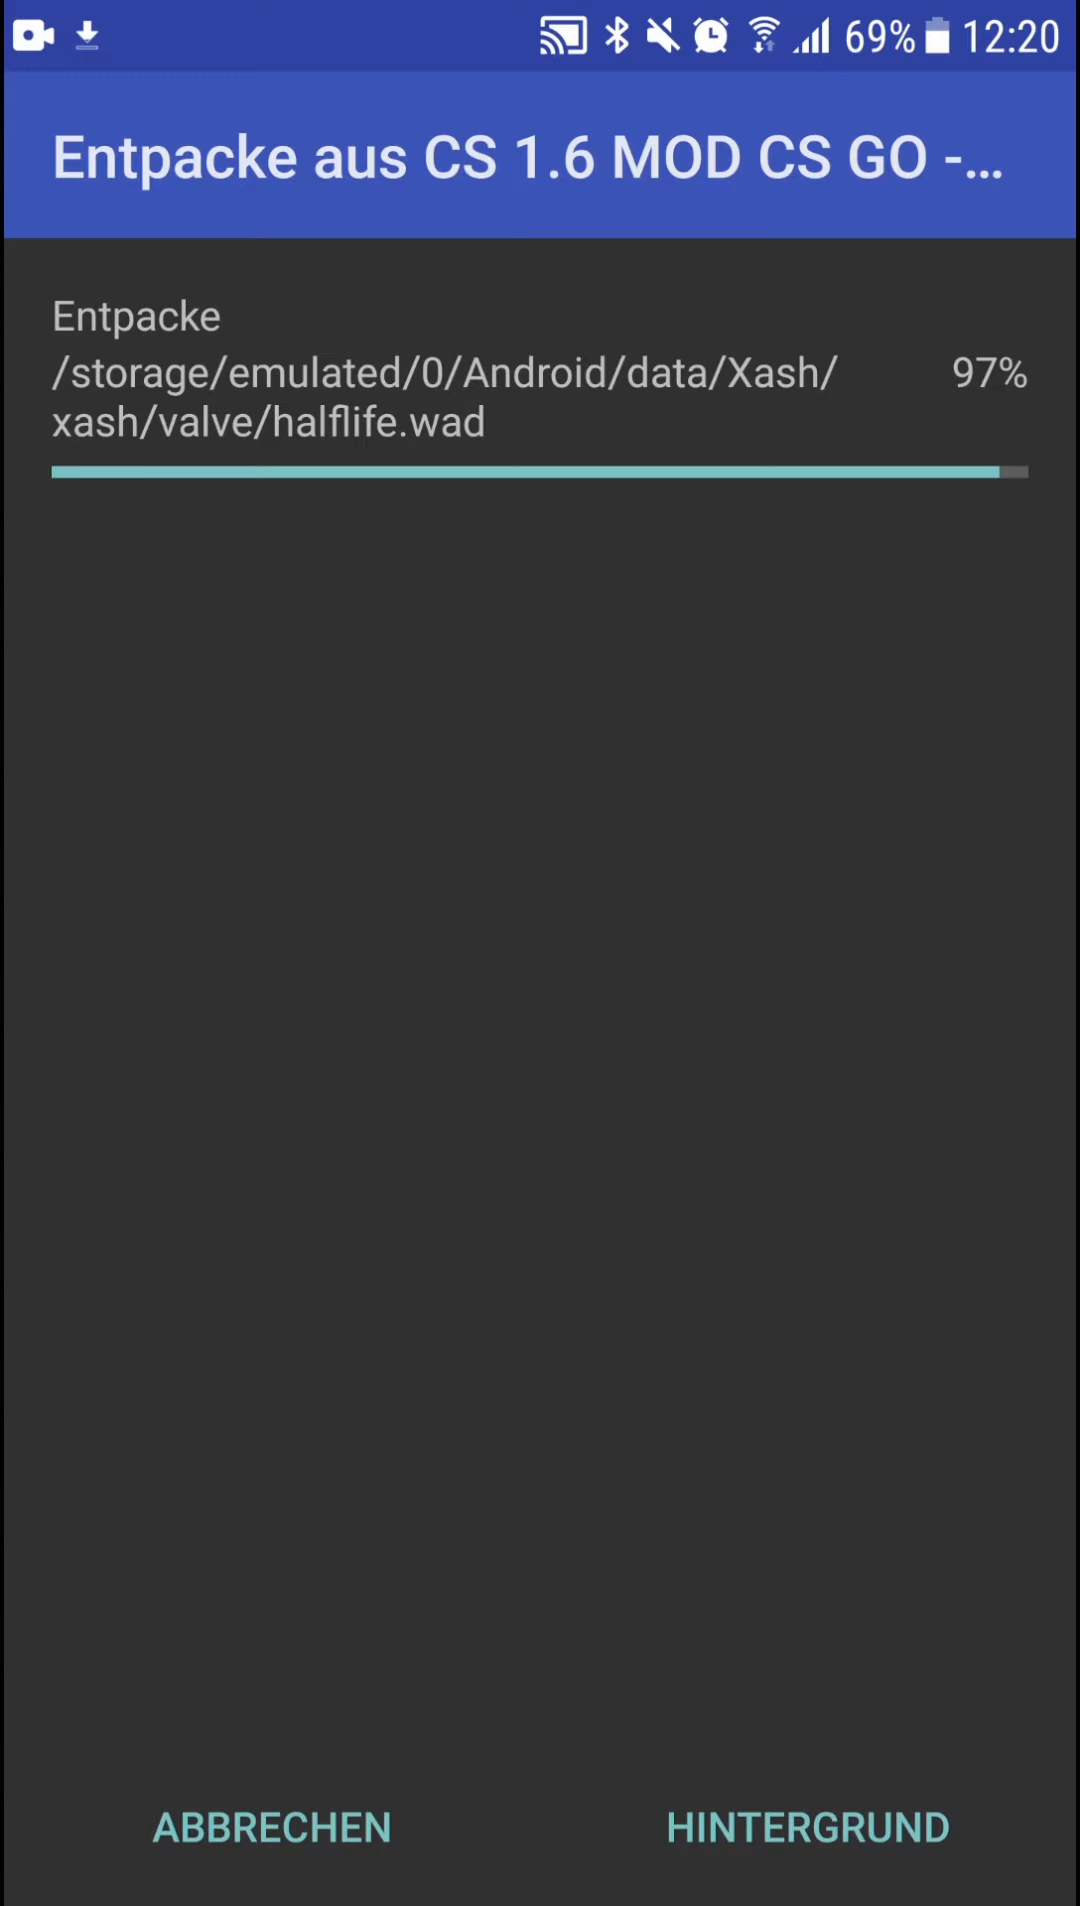 69% 12:20
Entpacke aus CS 1.6 MOD CS GO -...
Entpacke
/storage/emulated/0/Android/data/Xash/ 97%
xash/valve/halflife.wad
ABBRECHEN HINTERGRUND